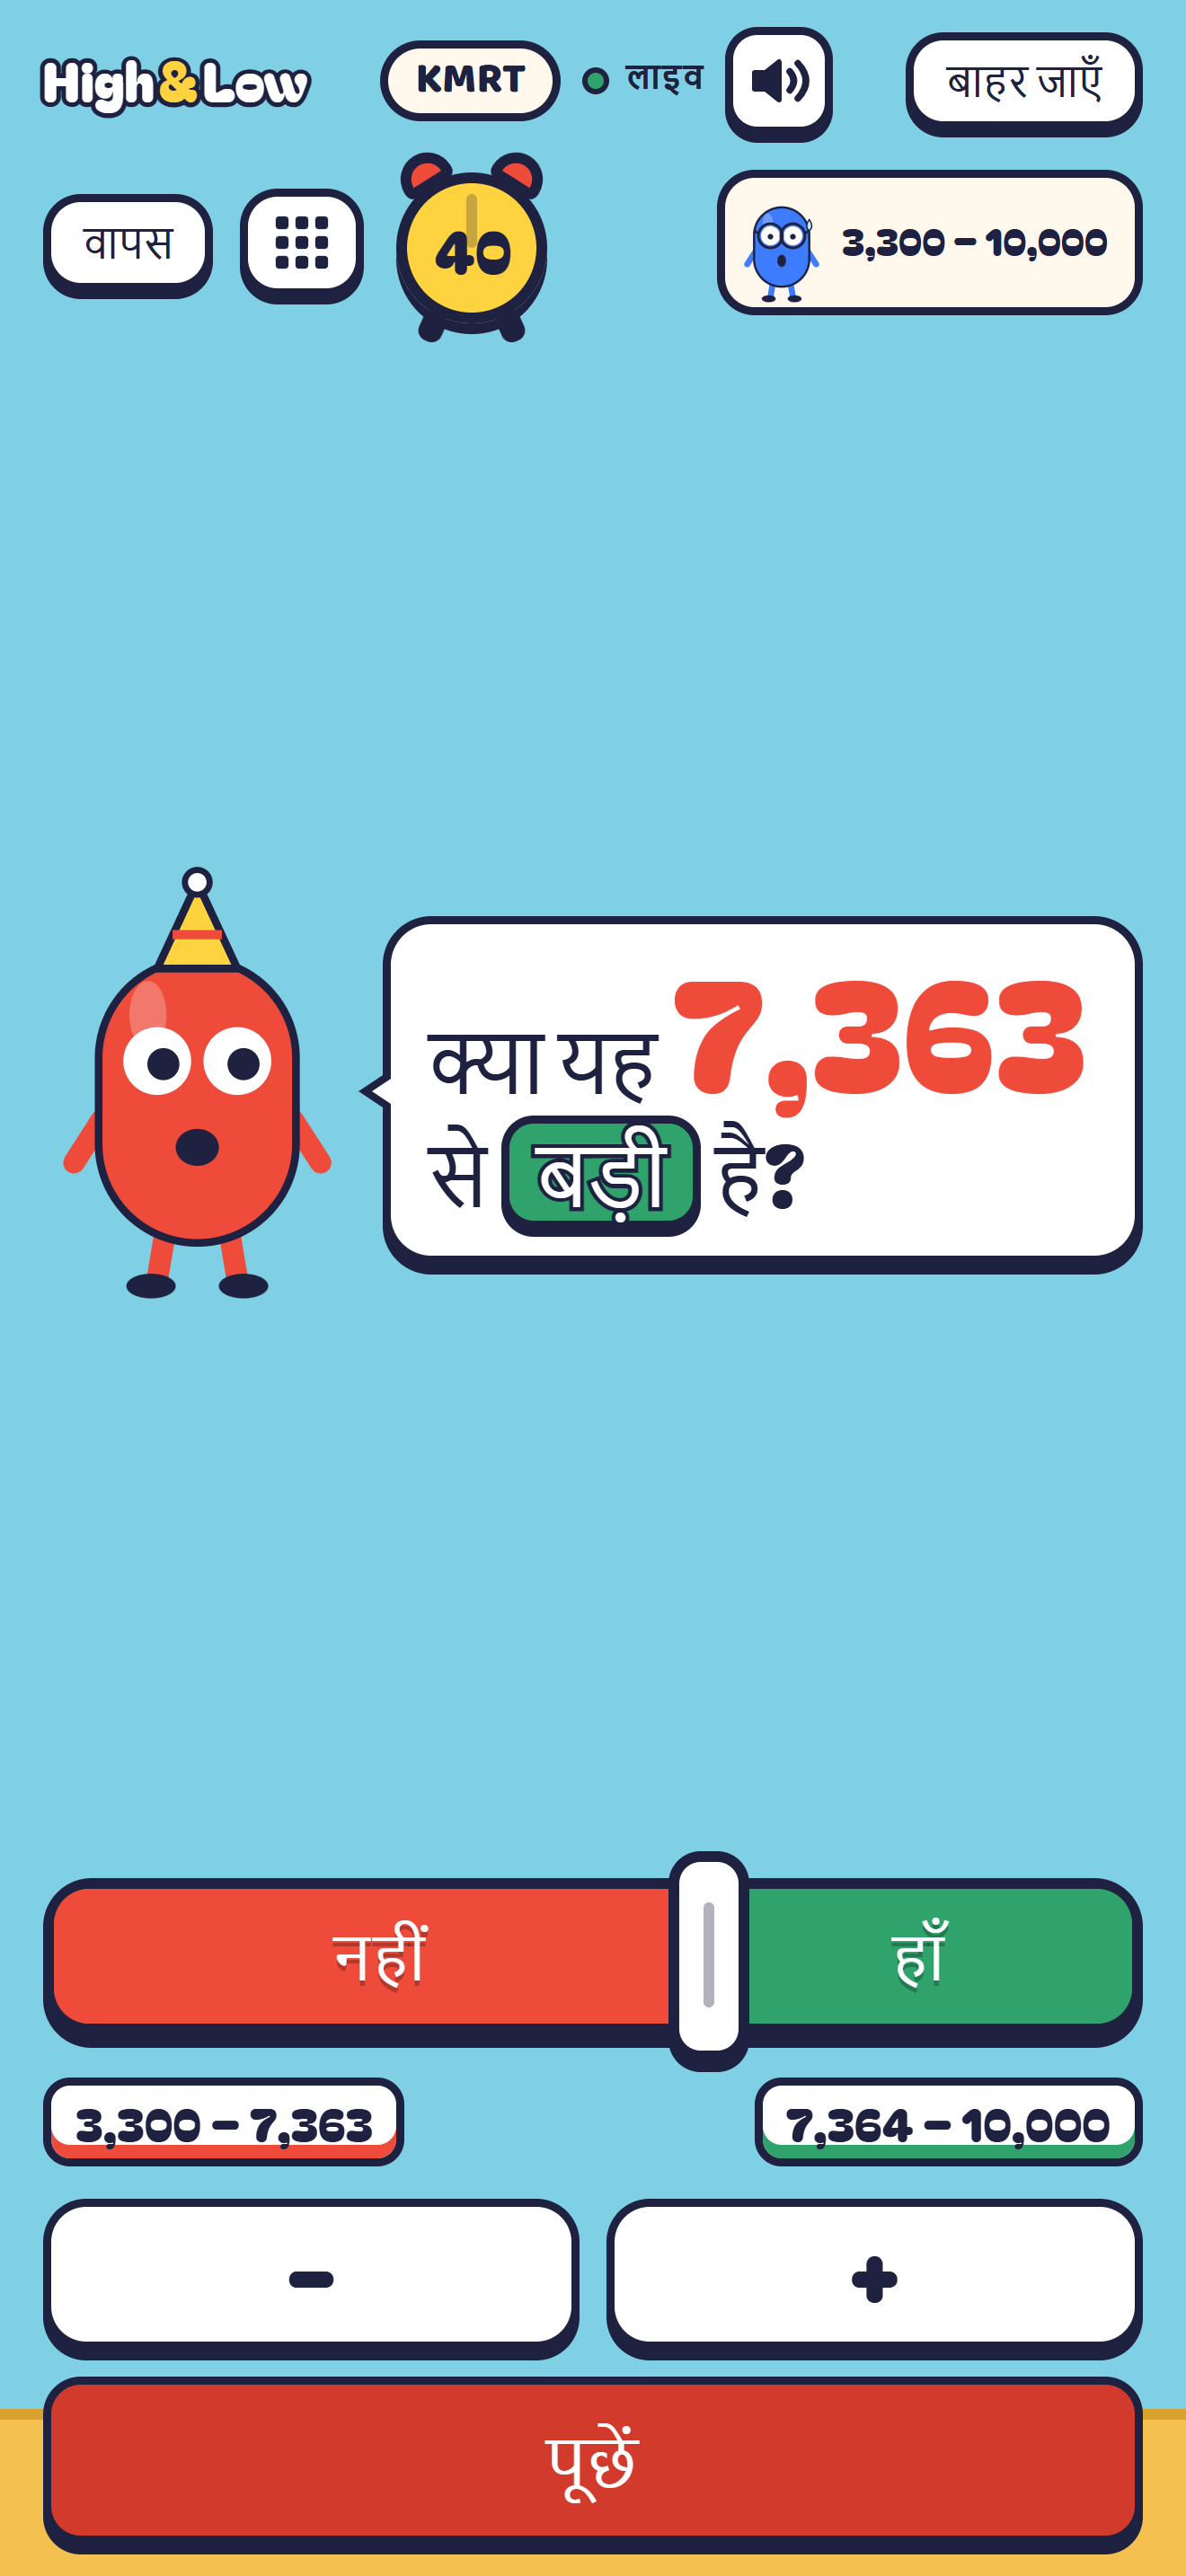 High&Low
KMRT
लाइव
बाहर जाएँ
वापस
40
3,300 – 10,000
क्या यह 7,363
से बड़ी है?
नहीं
हाँ
3,300 – 7,363
7,364 – 10,000
−
+
पूछें